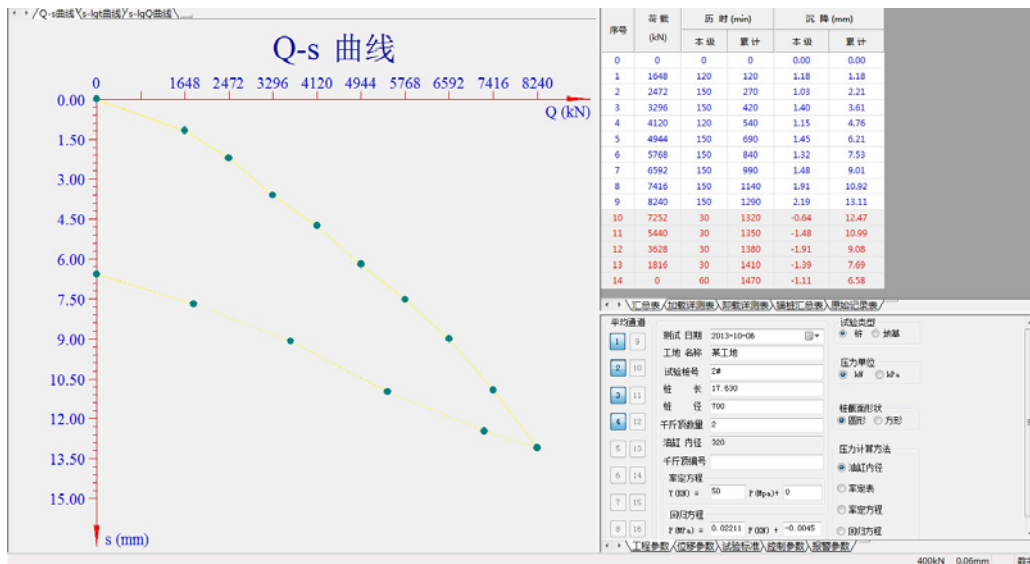 Q-s曲线 s-lgt曲线 s-lgQ曲线
Q-s 曲线
0 1648 2472 3296 4120 4944 5768 6592 7416 8240
Q (kN)
0.00
1.50
3.00
4.50
6.00
7.50
9.00
10.50
12.00
13.50
15.00
s (mm)
序号 荷载 (kN) 历时(min) 沉降(mm)
本级 累计 本级 累计
0 0 0 0 0.00 0.00
1 1648 120 120 1.18 1.18
2 2472 150 270 1.03 2.21
3 3296 150 420 1.40 3.61
4 4120 120 540 1.15 4.76
5 4944 150 690 1.45 6.21
6 5768 150 840 1.32 7.53
7 6592 150 990 1.48 9.01
8 7416 150 1140 1.91 10.92
9 8240 150 1290 2.19 13.11
10 7252 30 1320 -0.64 12.47
11 5440 30 1350 -1.48 10.99
12 3628 30 1380 -1.91 9.08
13 1816 30 1410 -1.39 7.69
14 0 60 1470 -1.11 6.58
汇总表 加载详测表 卸载详测表 锚桩汇总表 原始记录表
平均通道
1 9
2 10
3 11
4 12
5 13
6 14
7 15
8 16
测试 日期 2013-10-06
工地 名称 某工地
试验桩号 2#
桩 长 17.630
桩 径 700
千斤顶数量 2
油缸 内径 320
千斤顶编号
率定方程
Y(KN) = 50 P(Mpa)+ 0
回归方程
P(MPa) = 0.02211 F(KN) + -0.0045
试验类型
桩 地基
压力单位
kN kPa
桩截面形状
圆形 方形
压力计算方法
油缸内径
率定表
率定方程
回归方程
工程参数 位移参数 试验标准 控制参数 报警参数
400kN 0.06mm